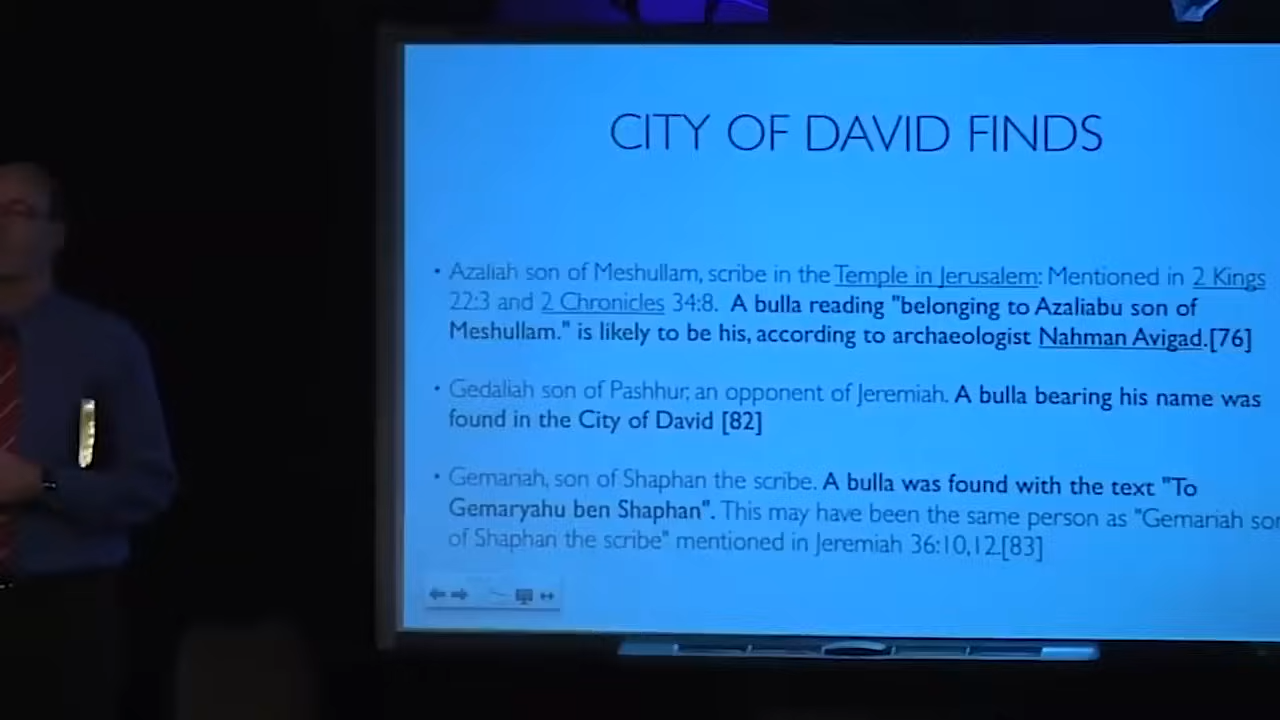 CITY OF DAVID FINDS
• Azaliah son of Meshullam, scribe in the Temple in Jerusalem: Mentioned in 2 Kings
22:3 and 2 Chronicles 34:8. A bulla reading "belonging to Azaliabu son of
Meshullam." is likely to be his, according to archaeologist Nahman Avigad.[76]
• Gedaliah son of Pashhur, an opponent of Jeremiah. A bulla bearing his name was
found in the City of David [82]
• Gemariah, son of Shaphan the scribe. A bulla was found with the text "To
Gemaryahu ben Shaphan". This may have been the same person as "Gemariah son
of Shaphan the scribe" mentioned in Jeremiah 36:10,12.[83]